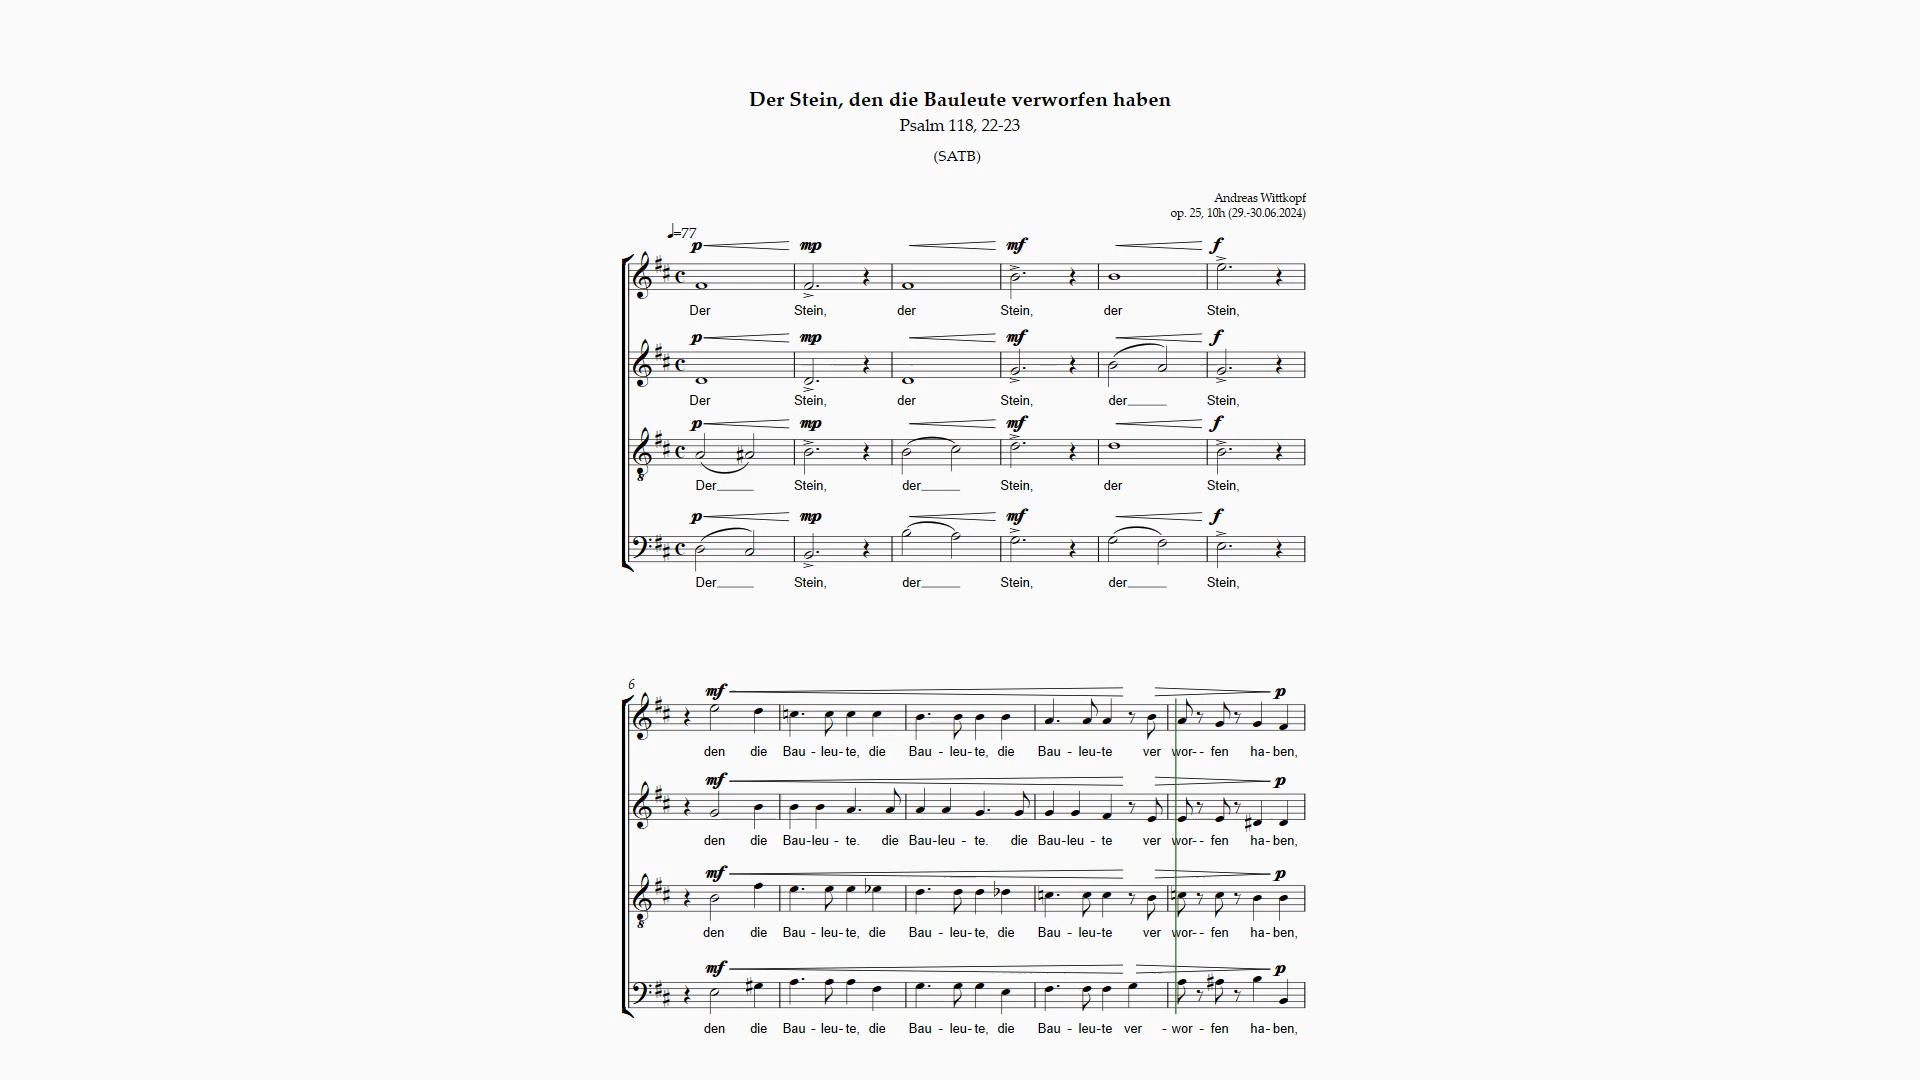 Der Stein, den die Bauleute verworfen haben
Psalm 118, 22-23
(SATB)
Andreas Wittkopf
op. 25, 10h (29.-30.06.2024)
♩=77
p mp mf f
Der Stein, der Stein, der Stein,
p mp mf f
Der Stein, der Stein, der Stein,
p mp mf f
Der Stein, der Stein, der Stein,
p mp mf f
Der Stein, der Stein, der Stein,
6
mf p
den die Bau - leu- te, die Bau - leu- te, die Bau - leu- te ver wor- - fen ha- ben,
mf p
den die Bau- leu - te. die Bau- leu - te. die Bau- leu - te ver wor- - fen ha- ben,
mf p
den die Bau - leu- te, die Bau - leu- te, die Bau - leu- te ver wor- - fen ha- ben,
mf p
den die Bau - leu- te, die Bau - leu- te, die Bau - leu- te ver - wor - fen ha- ben,